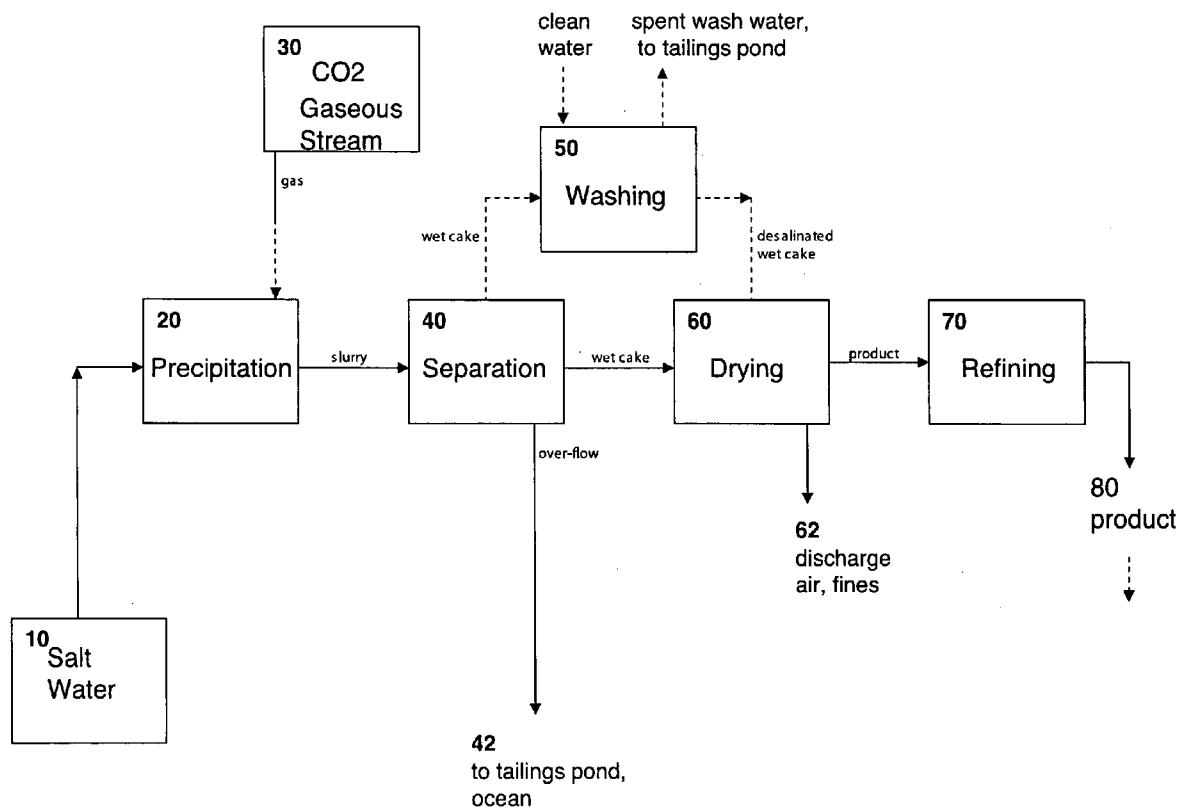 30
CO2
Gaseous
Stream
gas
clean
water
spent wash water,
to tailings pond
50
Washing
wet cake
desalinated
wet cake
20
Precipitation
slurry
40
Separation
wet cake
60
Drying
product
70
Refining
over-flow
80
product
62
discharge
air, fines
10
Salt
Water
42
to tailings pond,
ocean